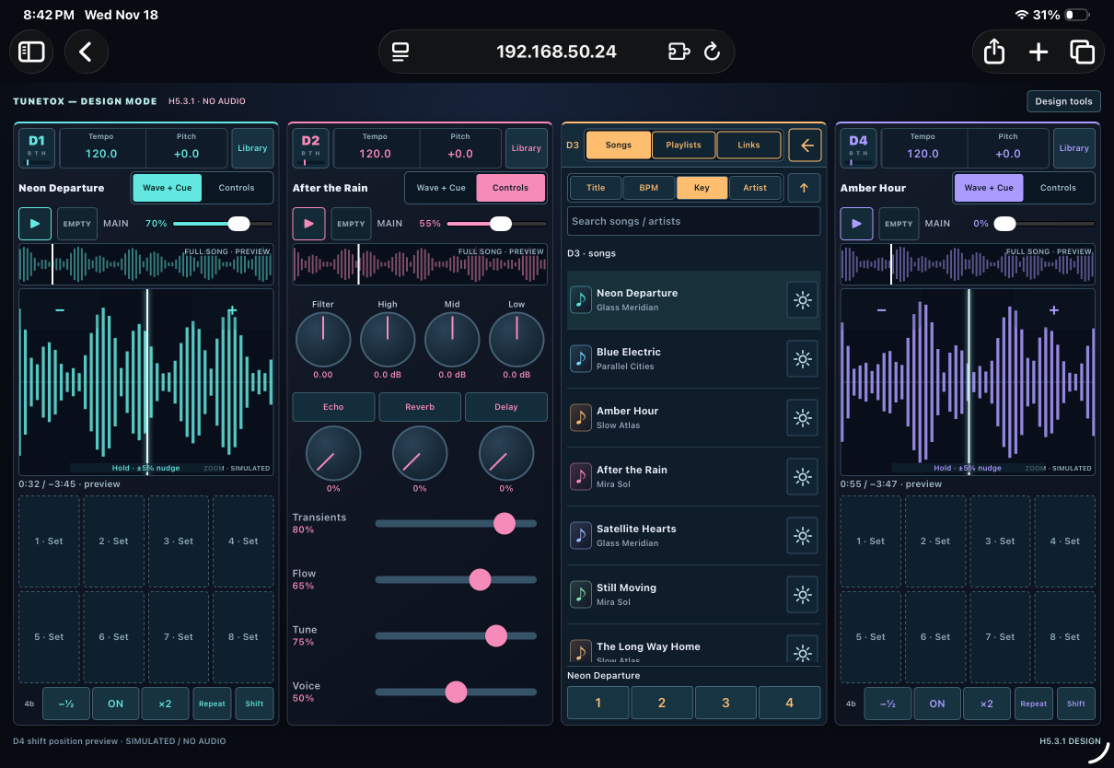 8:42 PM Wed Nov 18
31%
192.168.50.24
TUNETOX — DESIGN MODE H5.3.1 · NO AUDIO
Design tools
D1
B T N
Tempo
120.0
Pitch
+0.0
Library
Neon Departure
Wave + Cue
Controls
EMPTY
MAIN
70%
FULL SONG · PREVIEW
−
+
Hold · ±5% nudge
ZOOM · SIMULATED
0:32 / −3:45 · preview
1 · Set
2 · Set
3 · Set
4 · Set
5 · Set
6 · Set
7 · Set
8 · Set
4b
−½
ON
×2
Repeat
Shift
D2
B T N
Tempo
120.0
Pitch
+0.0
Library
After the Rain
Wave + Cue
Controls
EMPTY
MAIN
55%
FULL SONG · PREVIEW
Filter
High
Mid
Low
0.00
0.0 dB
0.0 dB
0.0 dB
Echo
Reverb
Delay
0%
0%
0%
Transients
80%
Flow
65%
Tune
75%
Voice
50%
D3
Songs
Playlists
Links
Title
BPM
Key
Artist
Search songs / artists
D3 · songs
Neon Departure
Glass Meridian
Blue Electric
Parallel Cities
Amber Hour
Slow Atlas
After the Rain
Mira Sol
Satellite Hearts
Glass Meridian
Still Moving
Mira Sol
The Long Way Home
Slow Atlas
Neon Departure
1
2
3
4
D4
B T N
Tempo
120.0
Pitch
+0.0
Library
Amber Hour
Wave + Cue
Controls
EMPTY
MAIN
0%
FULL SONG · PREVIEW
−
+
Hold · ±5% nudge
ZOOM · SIMULATED
0:55 / −3:47 · preview
1 · Set
2 · Set
3 · Set
4 · Set
5 · Set
6 · Set
7 · Set
8 · Set
4b
−½
ON
×2
Repeat
Shift
D4 shift position preview · SIMULATED / NO AUDIO
H5.3.1 DESIGN